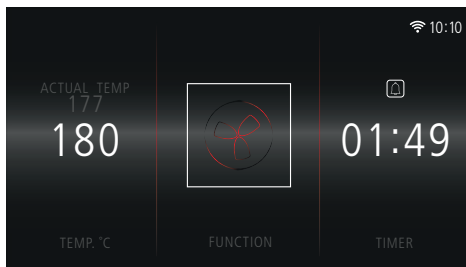 10:10
ACTUAL TEMP
177
180
01:49
TEMP. °C
FUNCTION
TIMER